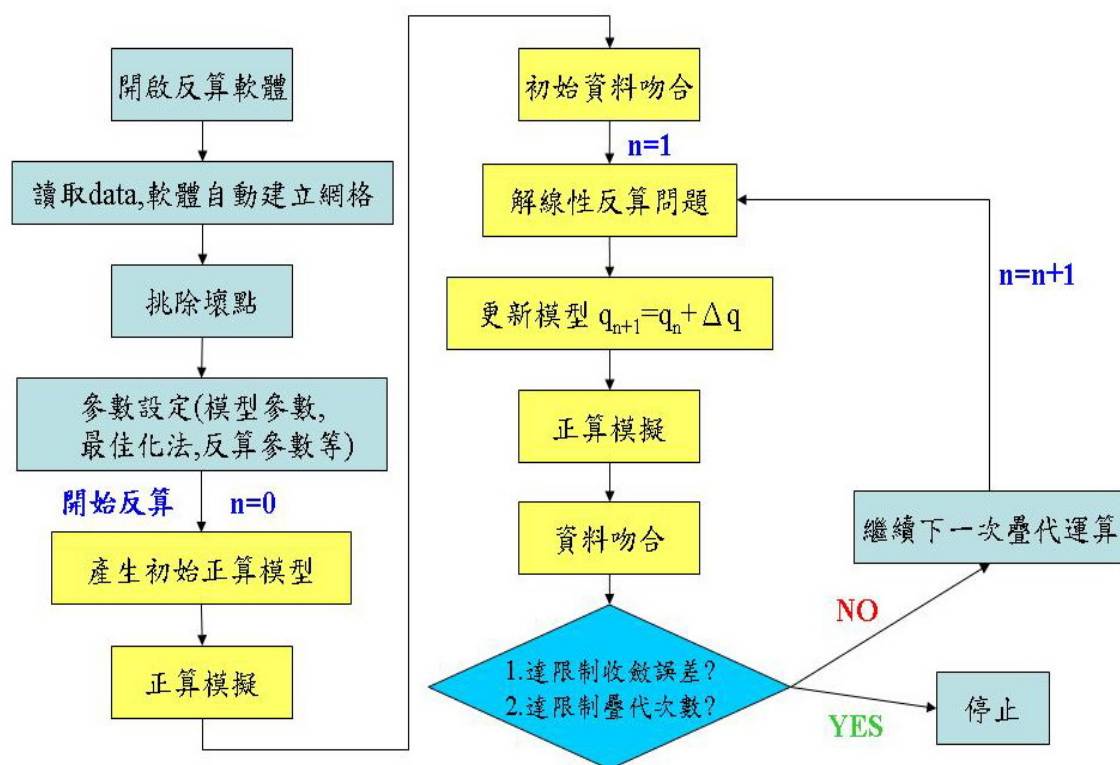 開啟反算軟體
讀取data,軟體自動建立網格
挑除壞點
參數設定(模型參數,
最佳化法,反算參數等)
開始反算 n=0
產生初始正算模型
正算模擬
初始資料吻合
n=1
解線性反算問題
更新模型 qₙ₊₁=qₙ+Δq
正算模擬
資料吻合
1.達限制收斂誤差?
2.達限制疊代次數?
NO
繼續下一次疊代運算
n=n+1
YES
停止